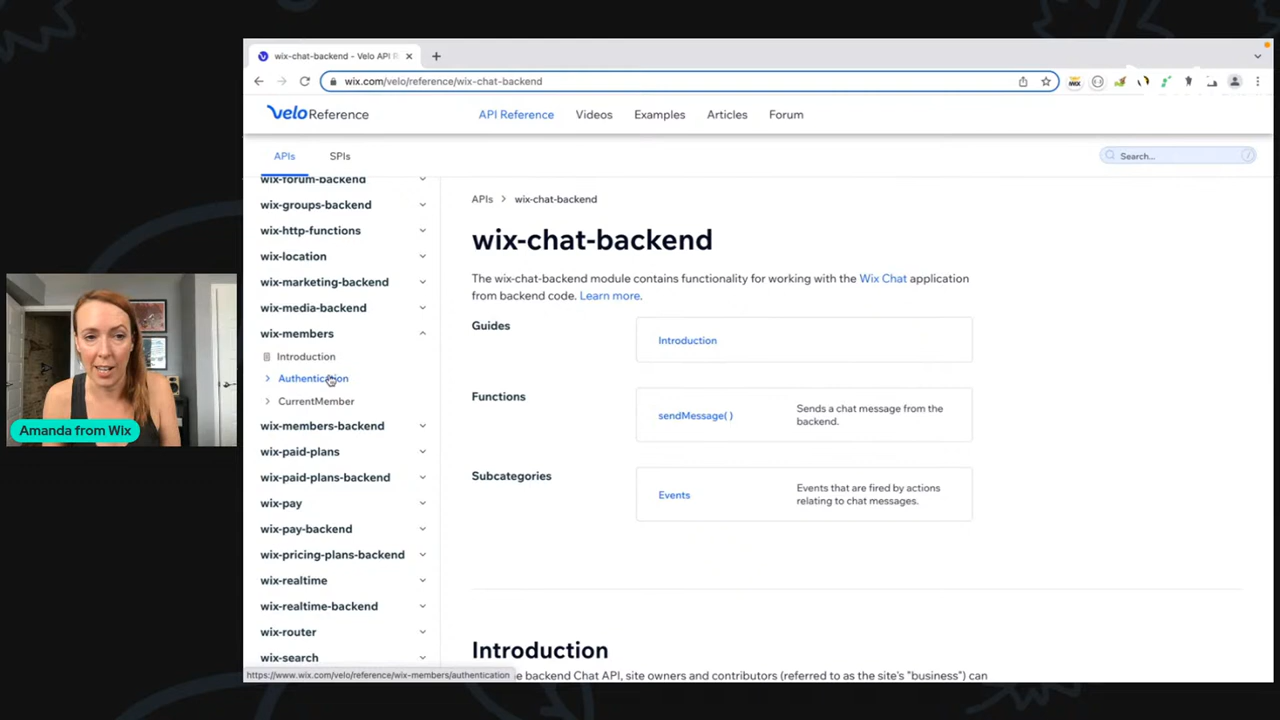 wix-chat-backend - Velo API R
wix.com/velo/reference/wix-chat-backend
velo Reference
API Reference
Videos
Examples
Articles
Forum
APIs
SPIs
Search...
/
wix-forum-backend
wix-groups-backend
wix-http-functions
wix-location
wix-marketing-backend
wix-media-backend
wix-members
Introduction
Authentication
CurrentMember
wix-members-backend
wix-paid-plans
wix-paid-plans-backend
wix-pay
wix-pay-backend
wix-pricing-plans-backend
wix-realtime
wix-realtime-backend
wix-router
wix-search
https://www.wix.com/velo/reference/wix-members/authentication
APIs > wix-chat-backend
wix-chat-backend
The wix-chat-backend module contains functionality for working with the Wix Chat application
from backend code. Learn more.
Guides
Introduction
Functions
sendMessage( )
Sends a chat message from the
backend.
Subcategories
Events
Events that are fired by actions
relating to chat messages.
Introduction
e backend Chat API, site owners and contributors (referred to as the site's "business") can
Amanda from Wix